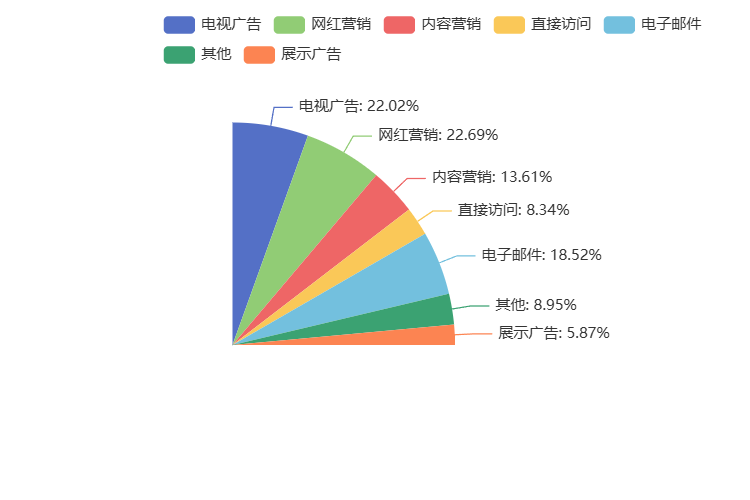 电视广告 网红营销 内容营销 直接访问 电子邮件
其他 展示广告
电视广告: 22.02%
网红营销: 22.69%
内容营销: 13.61%
直接访问: 8.34%
电子邮件: 18.52%
其他: 8.95%
展示广告: 5.87%